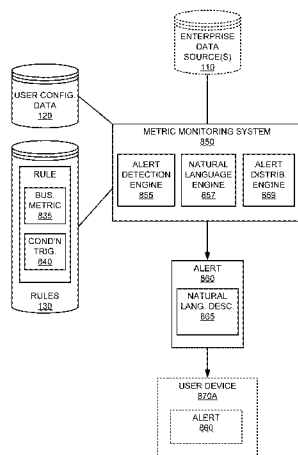 ENTERPRISE
DATA
SOURCE(S)
110
USER CONFIG.
DATA
120
METRIC MONITORING SYSTEM
850
ALERT
DETECTION
ENGINE
855
NATURAL
LANGUAGE
ENGINE
857
ALERT
DISTRIB.
ENGINE
859
RULE
BUS.
METRIC
835
COND'N
TRIG.
840
RULES
130
ALERT
860
NATURAL
LANG. DESC.
865
USER DEVICE
870A
ALERT
860